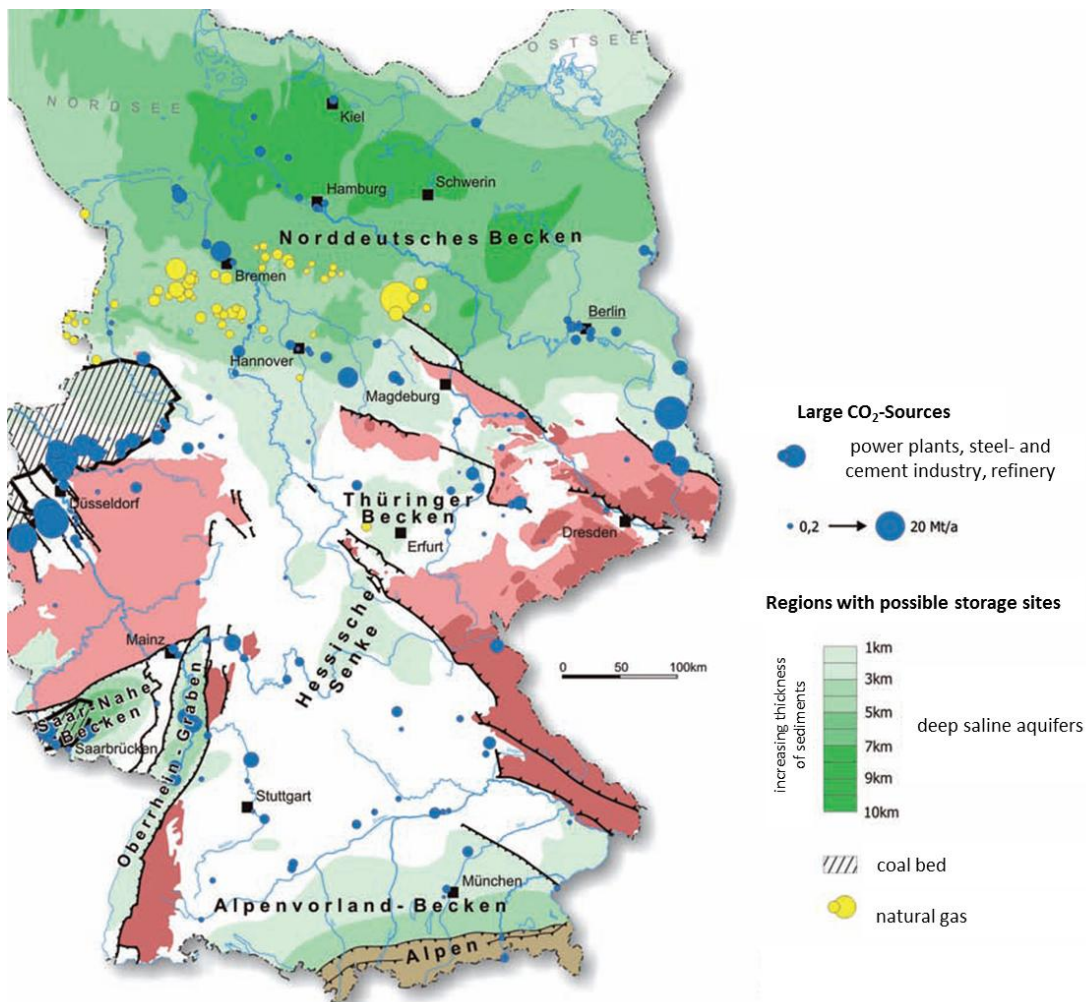 OSTSEE
NORDSEE
Kiel
Hamburg
Schwerin
Norddeutsches Becken
Bremen
Berlin
Hannover
Magdeburg
Düsseldorf
Thüringer
Becken
Erfurt
Dresden
Hessische
Senke
Mainz
Saar-Nahe
Becken
Saarbrücken
Oberrhein-Graben
Stuttgart
München
Alpenvorland-Becken
Alpen
0 50 100km
Large CO₂-Sources
power plants, steel- and
cement industry, refinery
0,2
20 Mt/a
Regions with possible storage sites
increasing thickness
of sediments
1km
3km
5km
7km
9km
10km
deep saline aquifers
coal bed
natural gas